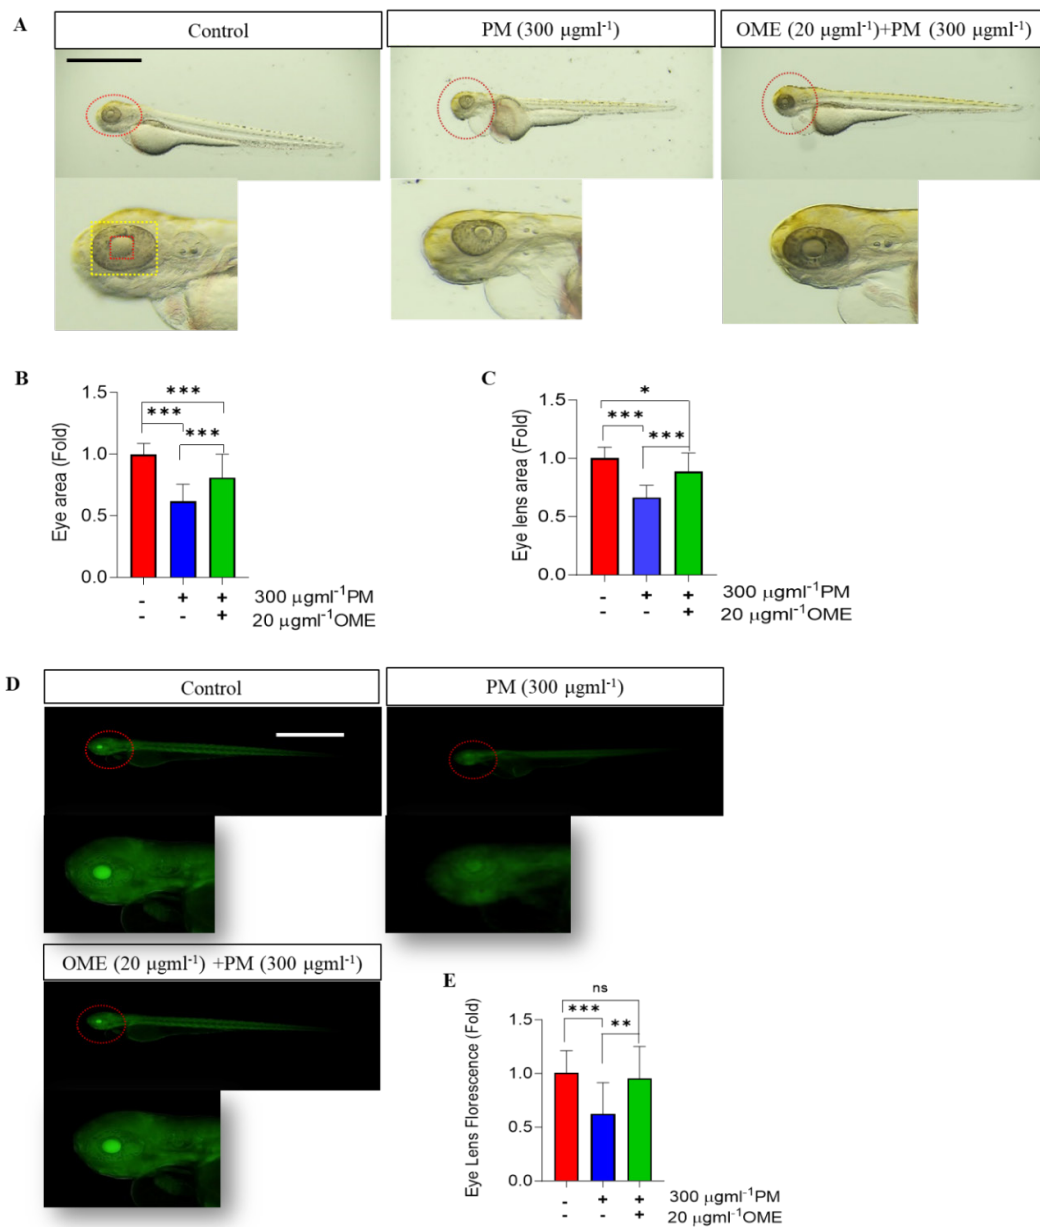 A
Control
PM (300 µgml⁻¹)
OME (20 µgml⁻¹)+PM (300 µgml⁻¹)
B
1.5
1.0
0.5
0.0
Eye area (Fold)
***
***
***
- + + 300 µgml⁻¹PM
- - + 20 µgml⁻¹OME
C
1.5
1.0
0.5
0.0
Eye lens area (Fold)
*
***
***
- + + 300 µgml⁻¹PM
- - + 20 µgml⁻¹OME
D
Control
PM (300 µgml⁻¹)
OME (20 µgml⁻¹) +PM (300 µgml⁻¹)
E
1.5
1.0
0.5
0.0
Eye Lens Florescence (Fold)
ns
***
**
- + + 300 µgml⁻¹PM
- - + 20 µgml⁻¹OME